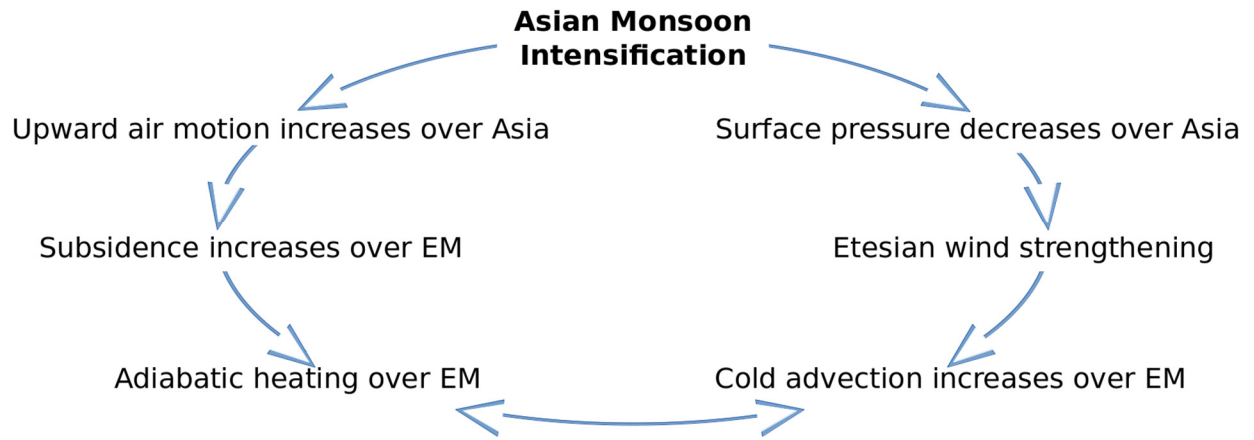 Asian Monsoon
Intensification
Upward air motion increases over Asia
Surface pressure decreases over Asia
Subsidence increases over EM
Etesian wind strengthening
Adiabatic heating over EM
Cold advection increases over EM